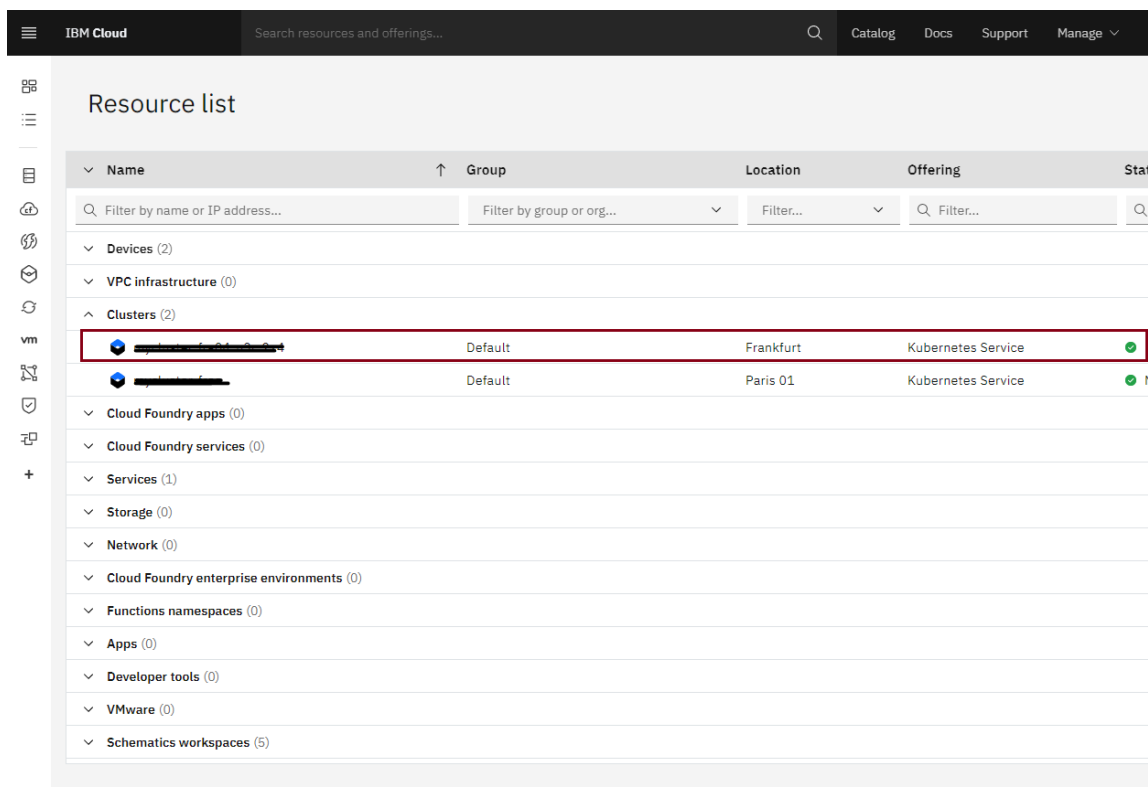 IBM Cloud Search resources and offerings... Catalog Docs Support Manage
Resource list
Name Group Location Offering
Filter by name or IP address... Filter by group or org... Filter... Filter...
Devices (2)
VPC infrastructure (0)
Clusters (2)
Default Frankfurt Kubernetes Service
Default Paris 01 Kubernetes Service
Cloud Foundry apps (0)
Cloud Foundry services (0)
vm
Services (1)
Storage (0)
Network (0)
Cloud Foundry enterprise environments (0)
Functions namespaces (0)
Apps (0)
Developer tools (0)
VMware (0)
Schematics workspaces (5)